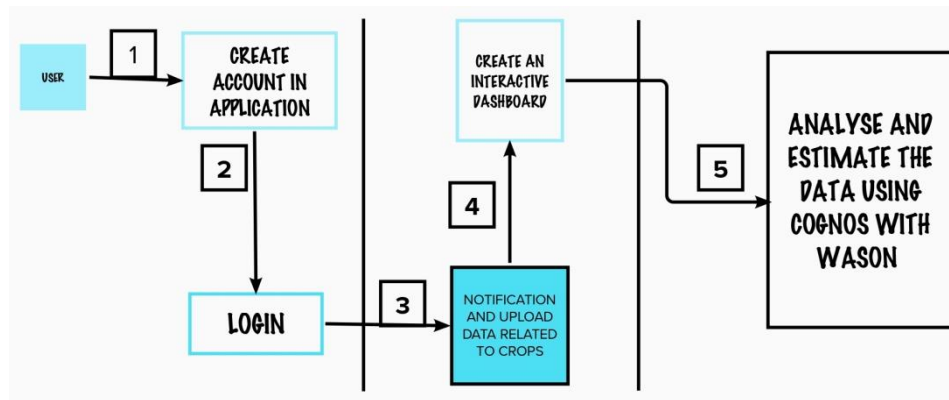 USER
1
CREATE
ACCOUNT IN
APPLICATION
2
LOGIN
3
NOTIFICATION
AND UPLOAD
DATA RELATED
TO CROPS
4
CREATE AN
INTERACTIVE
DASHBOARD
5
ANALYSE AND
ESTIMATE THE
DATA USING
COGNOS WITH
WASON